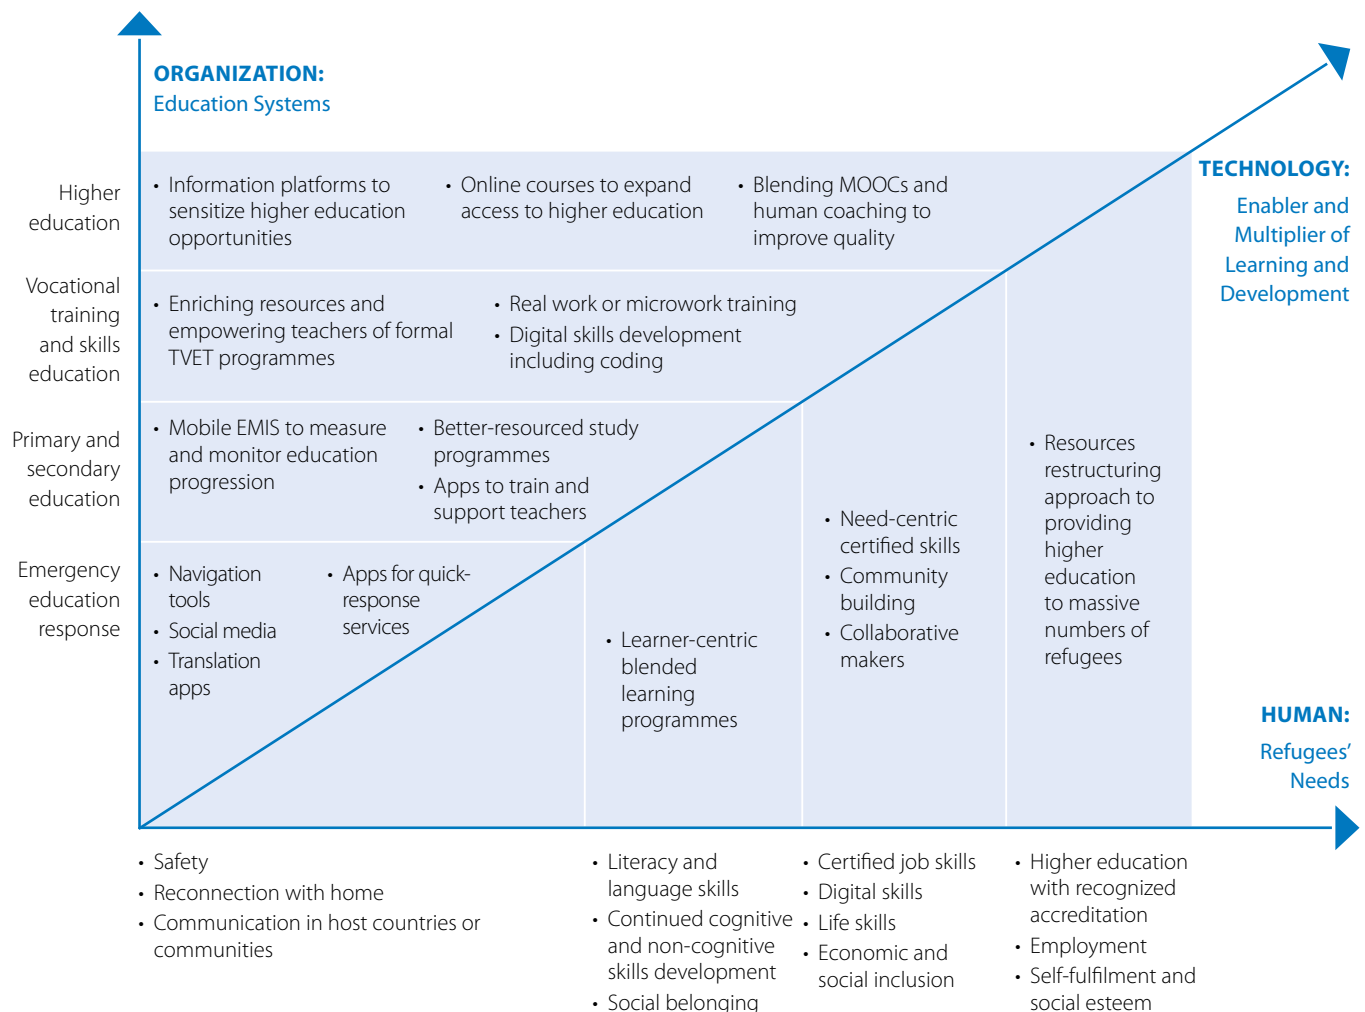 ORGANIZATION:
Education Systems
Higher
education
• Information platforms to
sensitize higher education
opportunities
• Online courses to expand
access to higher education
• Blending MOOCs and
human coaching to
improve quality
TECHNOLOGY:
Enabler and
Multiplier of
Learning and
Development
Vocational
training
and skills
education
• Enriching resources and
empowering teachers of formal
TVET programmes
• Real work or microwork training
• Digital skills development
including coding
Primary and
secondary
education
• Mobile EMIS to measure
and monitor education
progression
• Better-resourced study
programmes
• Apps to train and
support teachers
Emergency
education
response
• Navigation
tools
• Social media
• Translation
apps
• Apps for quick-
response
services
• Learner-centric
blended
learning
programmes
• Need-centric
certified skills
• Community
building
• Collaborative
makers
• Resources
restructuring
approach to
providing
higher
education
to massive
numbers of
refugees
HUMAN:
Refugees’
Needs
• Safety
• Reconnection with home
• Communication in host countries or
communities
• Literacy and
language skills
• Continued cognitive
and non-cognitive
skills development
• Social belonging
• Certified job skills
• Digital skills
• Life skills
• Economic and
social inclusion
• Higher education
with recognized
accreditation
• Employment
• Self-fulfilment and
social esteem